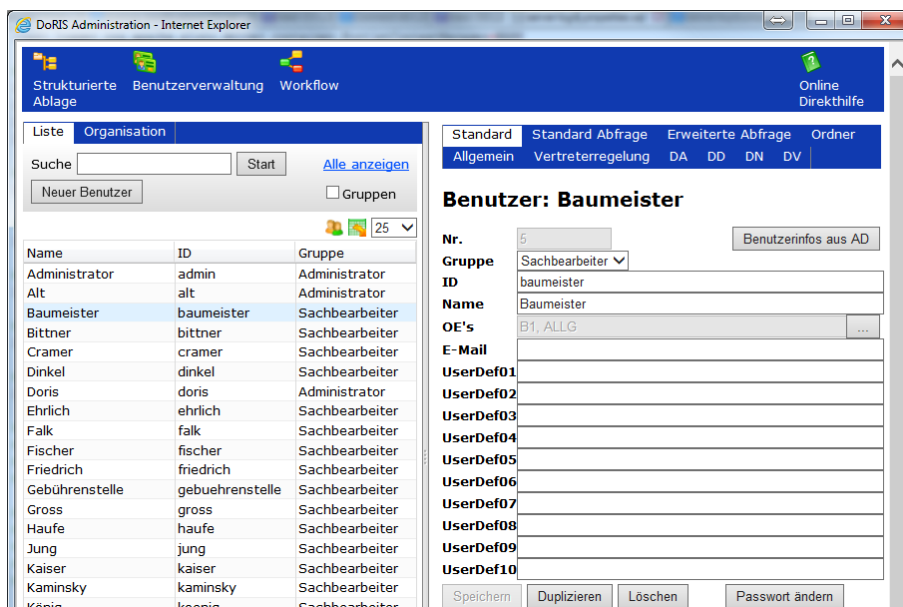 DoRIS Administration - Internet Explorer
Strukturierte Ablage Benutzerverwaltung Workflow Online Direkthilfe
Liste Organisation
Suche Start Alle anzeigen
Neuer Benutzer Gruppen
25
Name ID Gruppe
Administrator admin Administrator
Alt alt Administrator
Baumeister baumeister Sachbearbeiter
Bittner bittner Sachbearbeiter
Cramer cramer Sachbearbeiter
Dinkel dinkel Sachbearbeiter
Doris doris Administrator
Ehrlich ehrlich Sachbearbeiter
Falk falk Sachbearbeiter
Fischer fischer Sachbearbeiter
Friedrich friedrich Sachbearbeiter
Gebührenstelle gebuehrenstelle Sachbearbeiter
Gross gross Sachbearbeiter
Haufe haufe Sachbearbeiter
Jung jung Sachbearbeiter
Kaiser kaiser Sachbearbeiter
Kaminsky kaminsky Sachbearbeiter
König koenig Sachbearbeiter
Standard Standard Abfrage Erweiterte Abfrage Ordner
Allgemein Vertreterregelung DA DD DN DV
Benutzer: Baumeister
Nr. 5 Benutzerinfos aus AD
Gruppe Sachbearbeiter
ID baumeister
Name Baumeister
OE's B1, ALLG ...
E-Mail
UserDef01
UserDef02
UserDef03
UserDef04
UserDef05
UserDef06
UserDef07
UserDef08
UserDef09
UserDef10
Speichern Duplizieren Löschen Passwort ändern